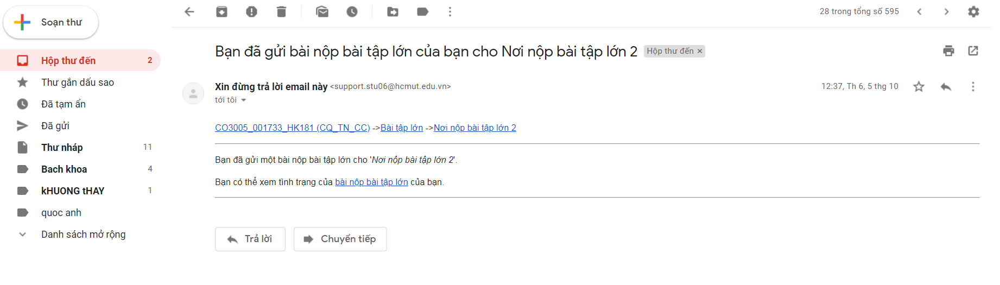 Soạn thư
28 trong tổng số 595
Bạn đã gửi bài nộp bài tập lớn của bạn cho Nơi nộp bài tập lớn 2 Hộp thư đến ×
Hộp thư đến 2
Thư gắn dấu sao
Đã tạm ẩn
Đã gửi
Thư nháp 11
Bach khoa 4
kHUONG tHAY 1
quoc anh
Danh sách mở rộng
Xin đừng trả lời email này <support.stu06@hcmut.edu.vn>
12:37, Th 6, 5 thg 10
tới tôi
CO3005_001733_HK181 (CQ_TN_CC) ->Bài tập lớn ->Nơi nộp bài tập lớn 2
Bạn đã gửi một bài nộp bài tập lớn cho 'Nơi nộp bài tập lớn 2'.
Bạn có thể xem tình trạng của bài nộp bài tập lớn của bạn.
Trả lời
Chuyển tiếp